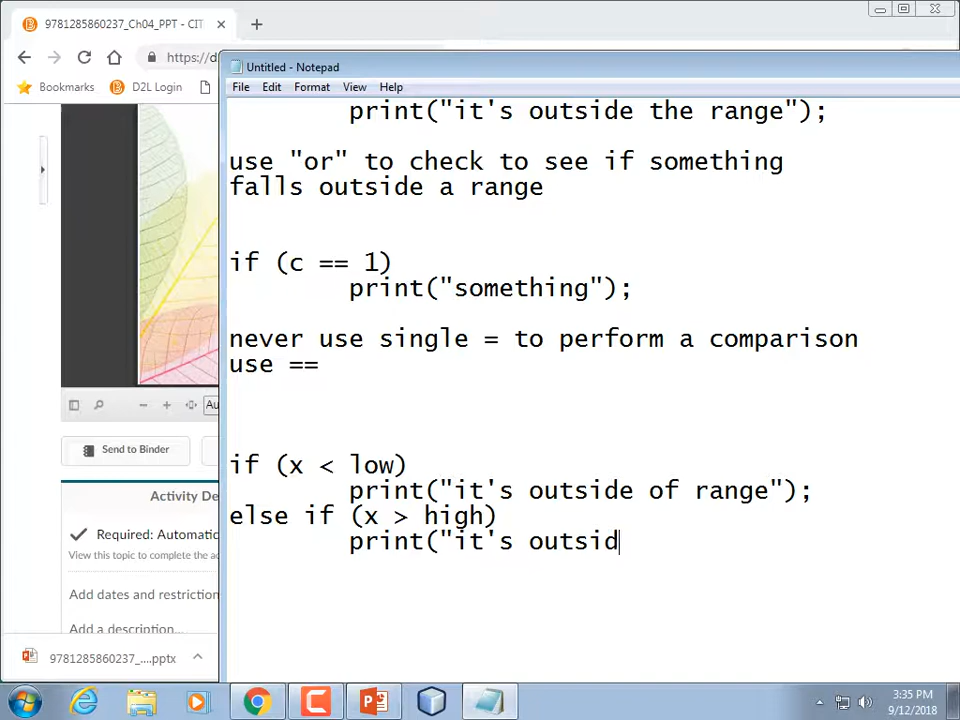 9781285860237_Ch04_PPT - CIT
https://d
Bookmarks
D2L Login
Untitled - Notepad
File Edit Format View Help
print("it's outside the range");
use "or" to check to see if something
falls outside a range
if (c == 1)
print("something");
never use single = to perform a comparison
use ==
if (x < low)
print("it's outside of range");
else if (x > high)
print("it's outsid
Au
Send to Binder
Activity De
Required: Automatic
View this topic to complete the ac
Add dates and restriction
Add a description...
9781285860237_....pptx
3:35 PM
9/12/2018